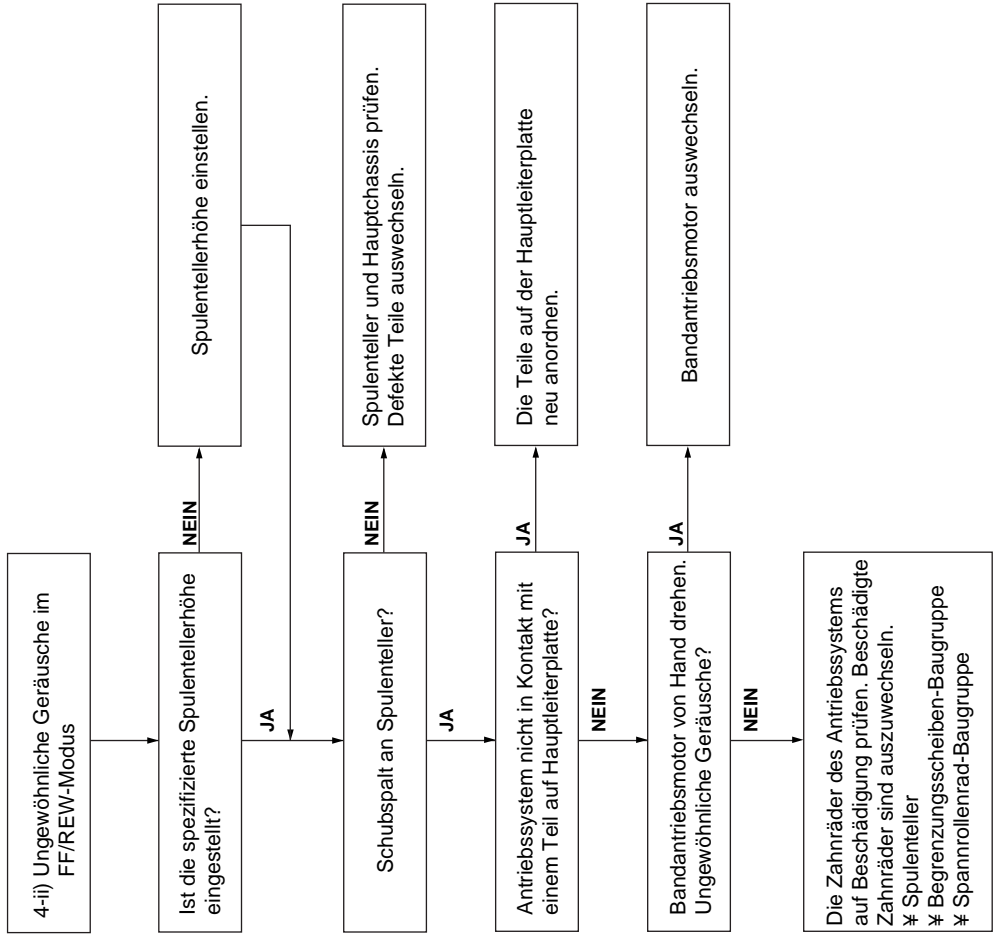 4-ii) Ungewöhnliche Geräusche im
FF/REW-Modus
Ist die spezifizierte Spulentellerhöhe
eingestellt?
NEIN
Spulentellerhöhe einstellen.
JA
Schubspalt an Spulenteller?
NEIN
Spulenteller und Hauptchassis prüfen.
Defekte Teile auswechseln.
JA
Antriebssystem nicht in Kontakt mit
einem Teil auf Hauptleiterplatte?
JA
Die Teile auf der Hauptleiterplatte
neu anordnen.
NEIN
Bandantriebsmotor von Hand drehen.
Ungewöhnliche Geräusche?
JA
Bandantriebsmotor auswechseln.
NEIN
Die Zahnräder des Antriebssystems
auf Beschädigung prüfen. Beschädigte
Zahnräder sind auszuwechseln.
¥ Spulenteller
¥ Begrenzungsscheiben-Baugruppe
¥ Spannrollenrad-Baugruppe